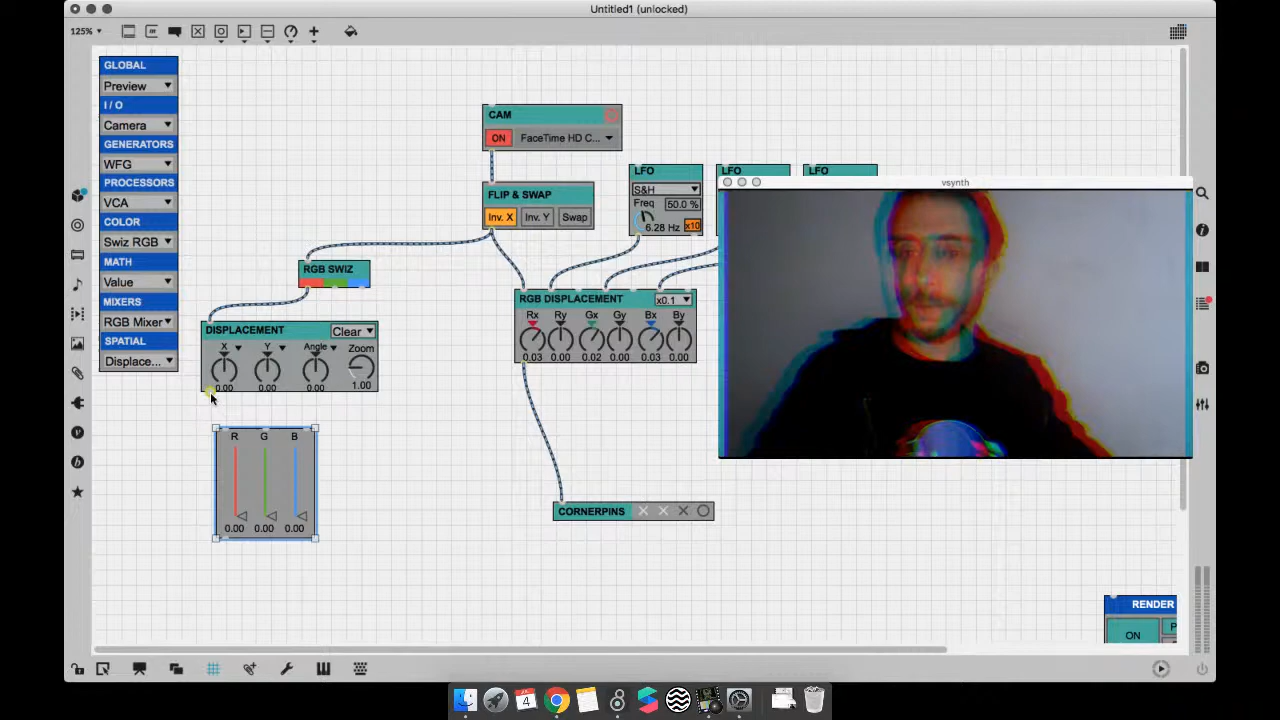 Untitled1 (unlocked)
125%
GLOBAL
Preview
I / O
Camera
GENERATORS
WFG
PROCESSORS
VCA
COLOR
Swiz RGB
MATH
Value
MIXERS
RGB Mixer
SPATIAL
Displace...
CAM
ON FaceTime HD C...
FLIP & SWAP
Inv. X Inv. Y Swap
LFO
S&H
Freq 50.0 %
6.28 Hz x10
LFO
LFO
vsynth
RGB SWIZ
DISPLACEMENT Clear
X Y Angle Zoom
0.00 0.00 0.00 1.00
RGB DISPLACEMENT x0.1
Rx Ry Gx Gy Bx By
0.03 0.00 0.02 0.00 0.03 0.00
R G B
0.00 0.00 0.00
CORNERPINS
RENDER
ON P